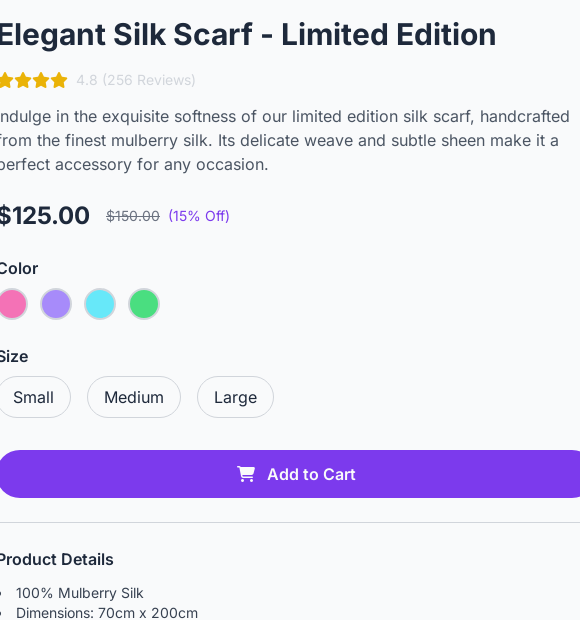 Elegant Silk Scarf - Limited Edition
4.8 (256 Reviews)
Indulge in the exquisite softness of our limited edition silk scarf, handcrafted
from the finest mulberry silk. Its delicate weave and subtle sheen make it a
perfect accessory for any occasion.
$125.00 $150.00 (15% Off)
Color
Size
Small Medium Large
Add to Cart
Product Details
• 100% Mulberry Silk
• Dimensions: 70cm x 200cm